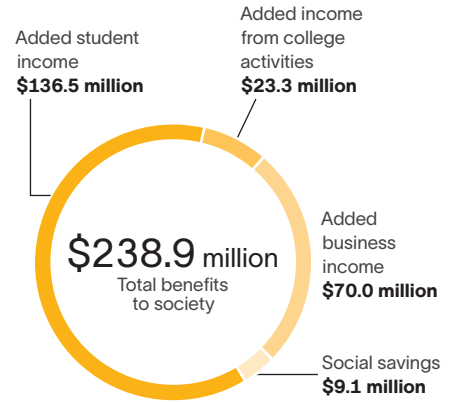 Added student
income
$136.5 million
Added income
from college
activities
$23.3 million
$238.9 million
Total benefits
to society
Added
business
income
$70.0 million
Social savings
$9.1 million